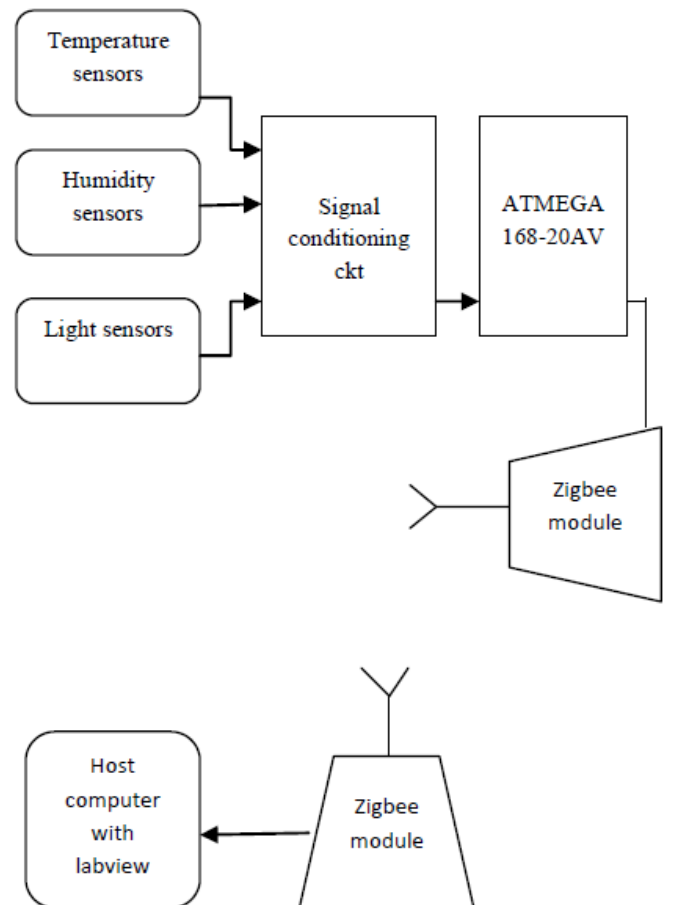 Temperature
sensors
Humidity
sensors
Light sensors
Signal
conditioning
ckt
ATMEGA
168-20AV
Zigbee
module
Host
computer
with
labview
Zigbee
module